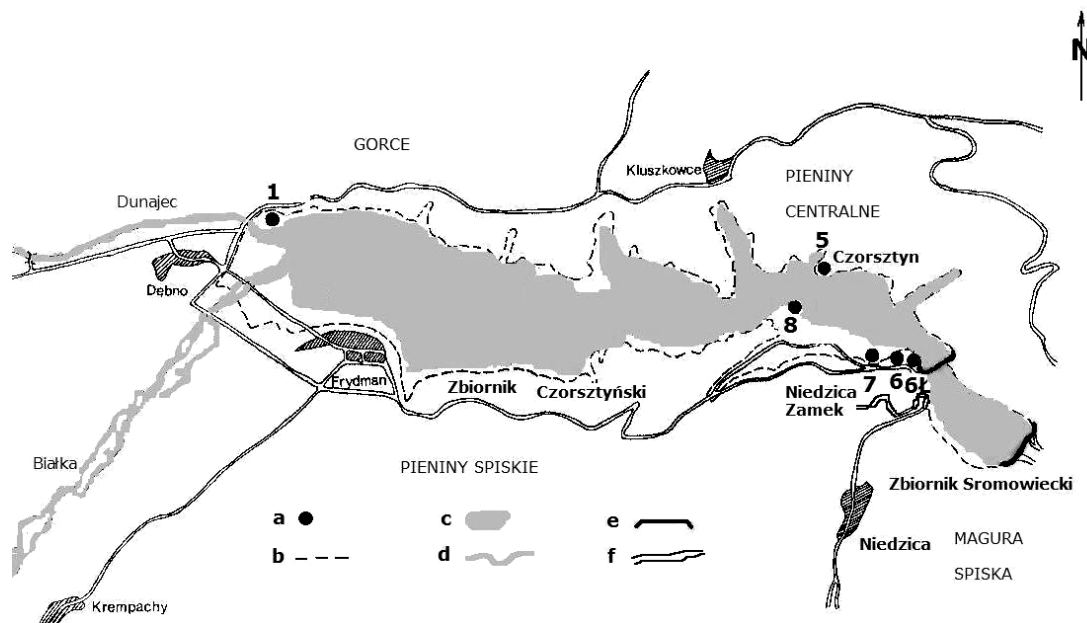 N
GORCE
Kluszkowce
PIENINY
CENTRALNE
1
Dunajec
5
Czorsztyn
Dębno
8
Frydman
Zbiornik
Czorsztyński
Niedzica
Zamek
7
6
6Ł
Białka
PIENINY SPISKIE
Zbiornik Sromowiecki
a
c
e
b
d
f
Niedzica
MAGURA
SPISKA
Krempachy